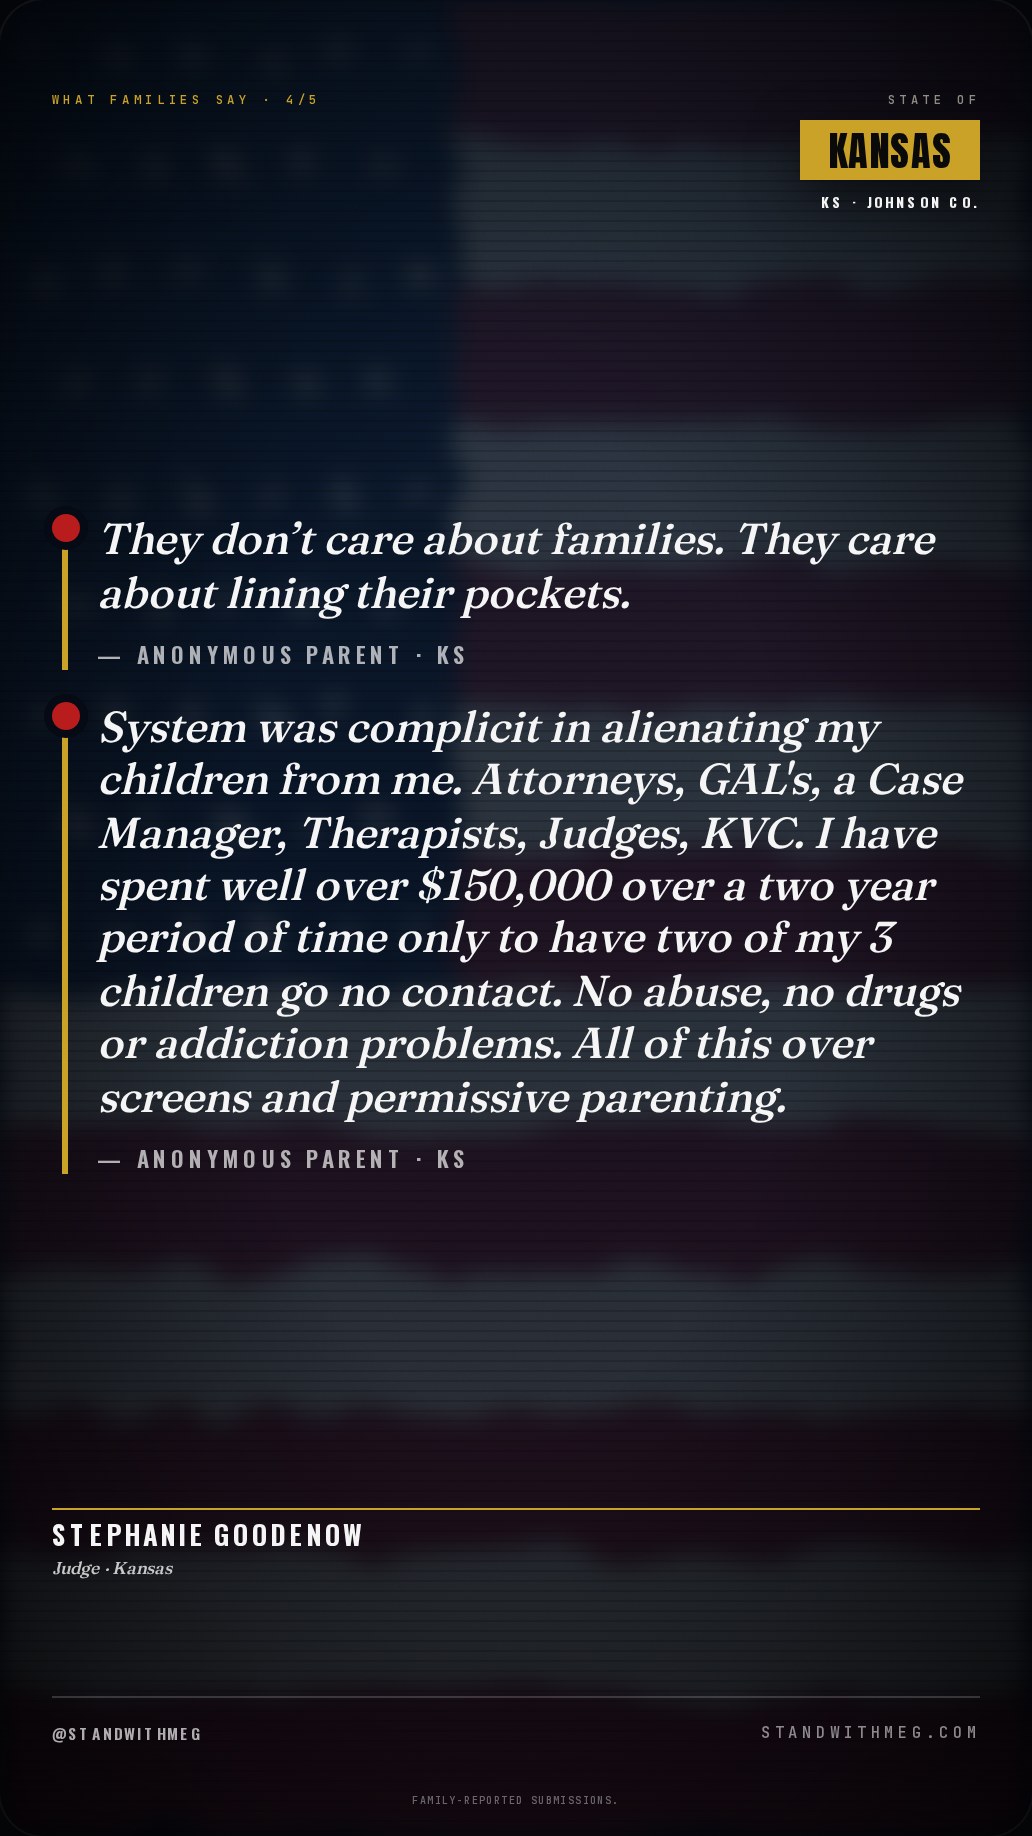 WHAT FAMILIES SAY · 4/5
STATE OF
KANSAS
KS · JOHNSON CO.
They don’t care about families. They care
about lining their pockets.
— ANONYMOUS PARENT · KS
System was complicit in alienating my
children from me. Attorneys, GAL's, a Case
Manager, Therapists, Judges, KVC. I have
spent well over $150,000 over a two year
period of time only to have two of my 3
children go no contact. No abuse, no drugs
or addiction problems. All of this over
screens and permissive parenting.
— ANONYMOUS PARENT · KS
STEPHANIE GOODENOW
Judge · Kansas
@STANDWITHMEG
STANDWITHMEG.COM
FAMILY-REPORTED SUBMISSIONS.